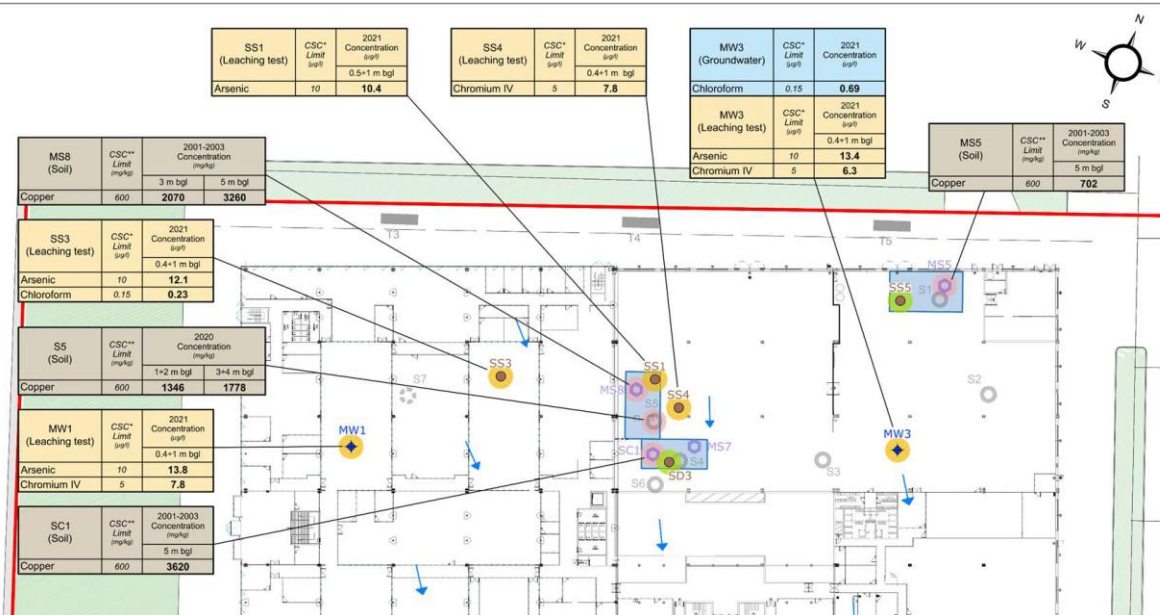 N
W
S
SS1
(Leaching test)
CSC*
Limit
(µg/l)
2021
Concentration
(µg/l)
0.5÷1 m bgl
Arsenic 10 10.4
SS4
(Leaching test)
CSC*
Limit
(µg/l)
2021
Concentration
(µg/l)
0.4÷1 m bgl
Chromium IV 5 7.8
MW3
(Groundwater)
CSC*
Limit
(µg/l)
2021
Concentration
(µg/l)
Chloroform 0.15 0.69
MW3
(Leaching test)
CSC*
Limit
(µg/l)
2021
Concentration
(µg/l)
0.4÷1 m bgl
Arsenic 10 13.4
Chromium IV 5 6.3
MS5
(Soil)
CSC**
Limit
(mg/kg)
2001-2003
Concentration
(mg/kg)
5 m bgl
Copper 600 702
MS8
(Soil)
CSC**
Limit
(mg/kg)
2001-2003
Concentration
(mg/kg)
3 m bgl 5 m bgl
Copper 600 2070 3260
SS3
(Leaching test)
CSC*
Limit
(µg/l)
2021
Concentration
(µg/l)
0.4÷1 m bgl
Arsenic 10 12.1
Chloroform 0.15 0.23
S5
(Soil)
CSC**
Limit
(mg/kg)
2020
Concentration
(mg/kg)
1÷2 m bgl 3÷4 m bgl
Copper 600 1346 1778
MW1
(Leaching test)
CSC*
Limit
(µg/l)
2021
Concentration
(µg/l)
0.4÷1 m bgl
Arsenic 10 13.8
Chromium IV 5 7.8
SC1
(Soil)
CSC**
Limit
(mg/kg)
2001-2003
Concentration
(mg/kg)
5 m bgl
Copper 600 3620
T3
T4
T5
MS5
SS5
S1
SS3
SS1
MS8
S7
S5
SS4
S2
MW1
MW3
SC1
MS7
S4
SD3
S3
S6